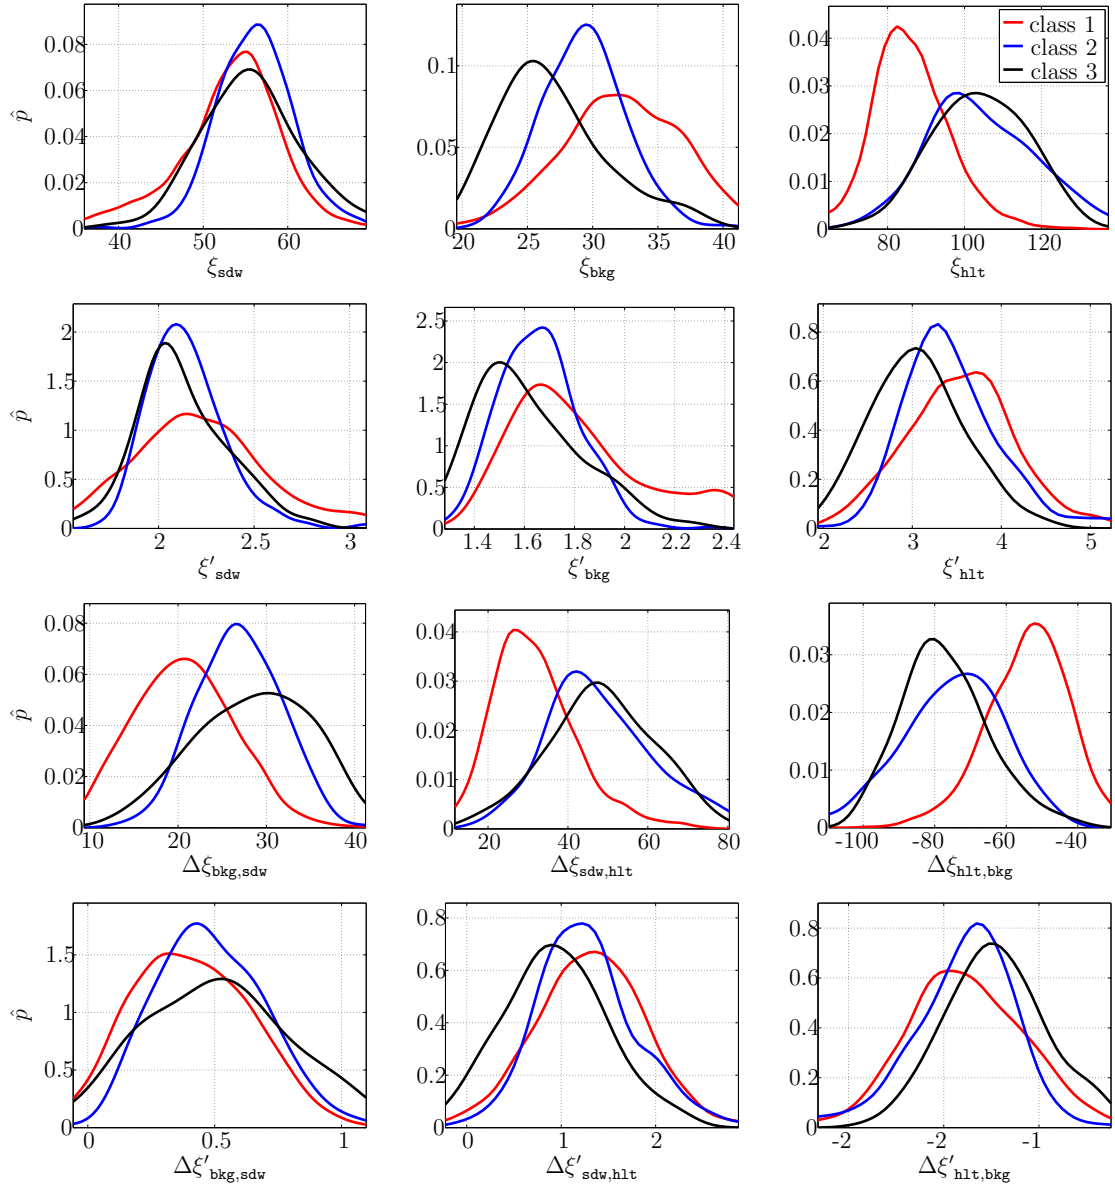 0.08
0.06
0.04
0.02
0
p̂
40 50 60
ξsdw
0.1
0.05
0
20 25 30 35 40
ξbkg
0.04
0.03
0.02
0.01
0
80 100 120
ξhlt
class 1
class 2
class 3
2
1.5
1
0.5
0
p̂
2 2.5 3
ξ′sdw
2.5
2
1.5
1
0.5
0
1.4 1.6 1.8 2 2.2 2.4
ξ′bkg
0.8
0.6
0.4
0.2
0
2 3 4 5
ξ′hlt
0.08
0.06
0.04
0.02
0
p̂
10 20 30 40
Δξbkg,sdw
0.04
0.03
0.02
0.01
0
20 40 60 80
Δξsdw,hlt
0.03
0.02
0.01
0
-100 -80 -60 -40
Δξhlt,bkg
1.5
1
0.5
0
p̂
0 0.5 1
Δξ′bkg,sdw
0.8
0.6
0.4
0.2
0
0 1 2
Δξ′sdw,hlt
0.8
0.6
0.4
0.2
0
-2 -2 -1
Δξ′hlt,bkg